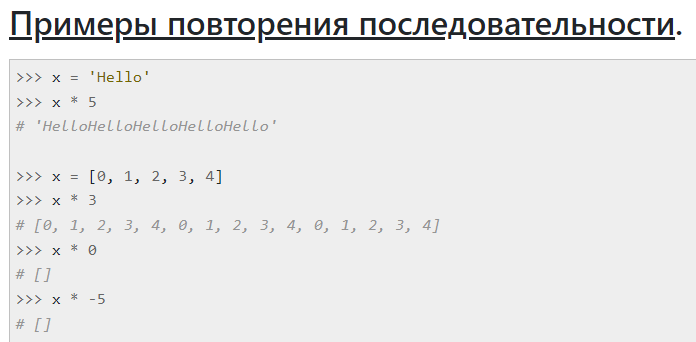 Примеры повторения последовательности.
>>> x = 'Hello'
>>> x * 5
# 'HelloHelloHelloHelloHello'
>>> x = [0, 1, 2, 3, 4]
>>> x * 3
# [0, 1, 2, 3, 4, 0, 1, 2, 3, 4, 0, 1, 2, 3, 4]
>>> x * 0
# []
>>> x * -5
# []